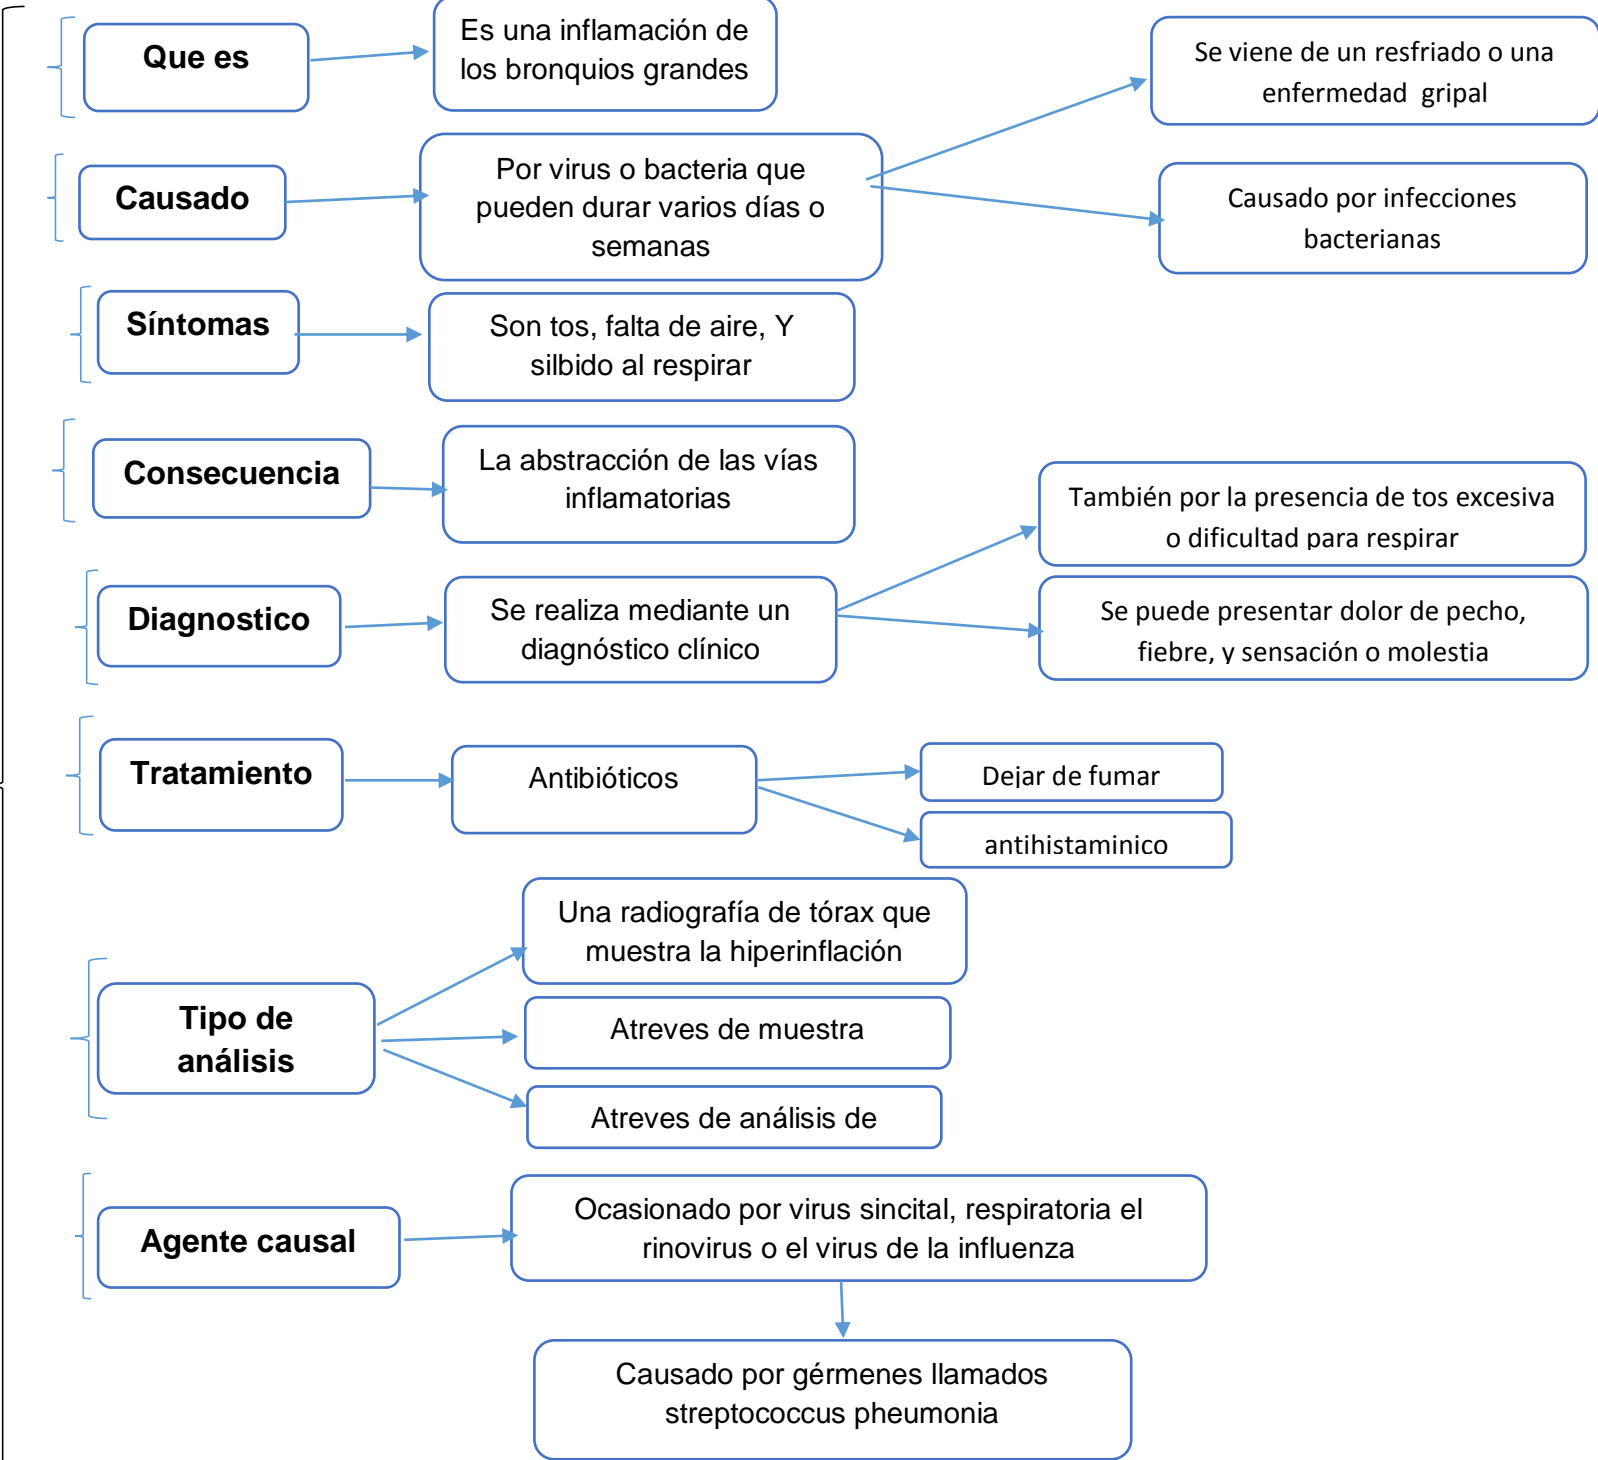 Que es
Es una inflamación de
los bronquios grandes
Causado
Por virus o bacteria que
pueden durar varios días o
semanas
Se viene de un resfriado o una
enfermedad gripal
Causado por infecciones
bacterianas
Síntomas
Son tos, falta de aire, Y
silbido al respirar
Consecuencia
La abstracción de las vías
inflamatorias
Diagnostico
Se realiza mediante un
diagnóstico clínico
También por la presencia de tos excesiva
o dificultad para respirar
Se puede presentar dolor de pecho,
fiebre, y sensación o molestia
Tratamiento
Antibióticos
Dejar de fumar
antihistaminico
Tipo de
análisis
Una radiografía de tórax que
muestra la hiperinflación
Atreves de muestra
Atreves de análisis de
Agente causal
Ocasionado por virus sincital, respiratoria el
rinovirus o el virus de la influenza
Causado por gérmenes llamados
streptococcus pheumonia